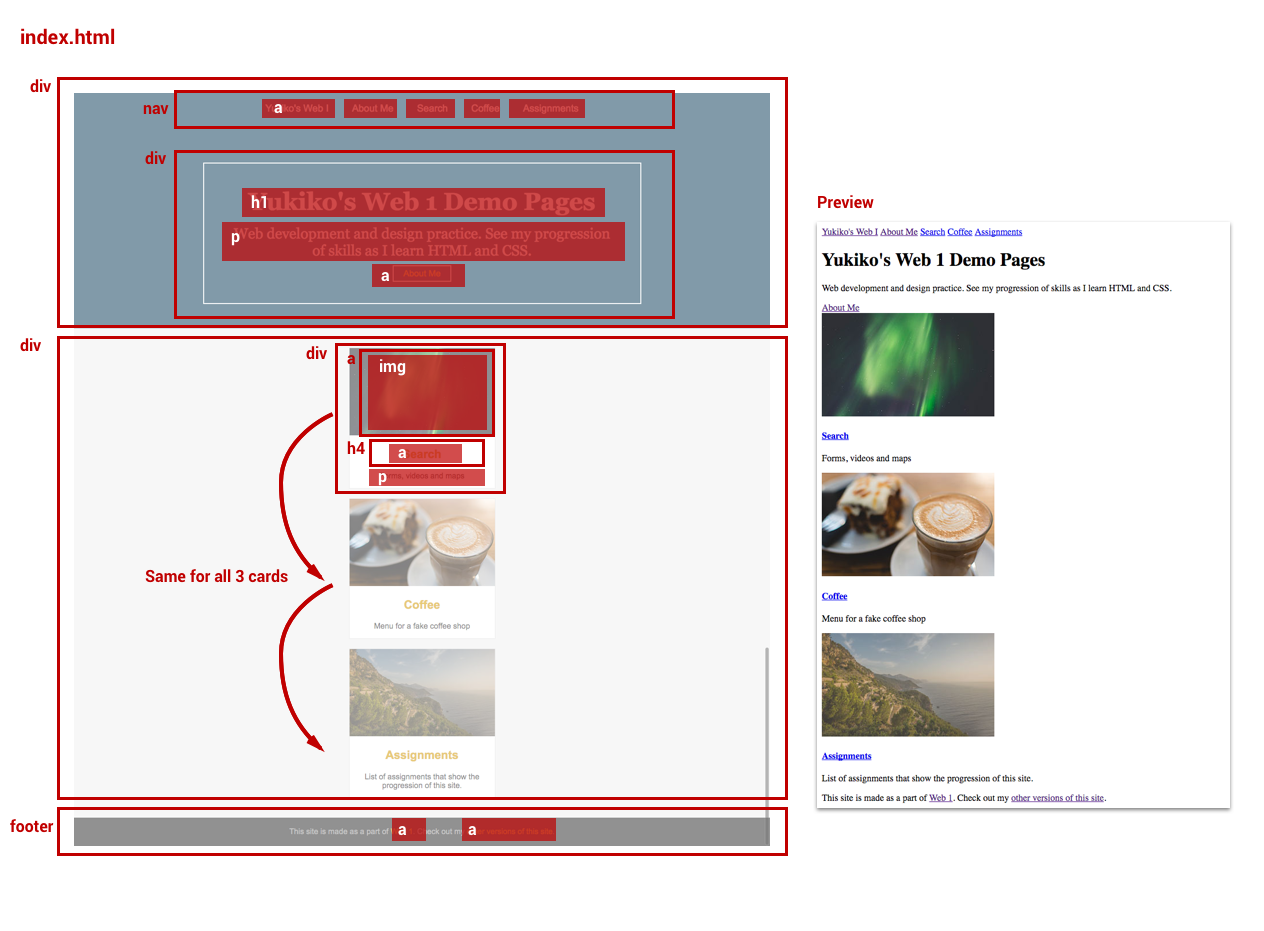 index.html
div
nav
a
Yukiko's Web I About Me Search Coffee Assignments
div
h1
Yukiko's Web 1 Demo Pages
p
Web development and design practice. See my progression
of skills as I learn HTML and CSS.
a
About Me
div
div
a
img
h4
a
Search
p
Forms, videos and maps
Same for all 3 cards
Coffee
Menu for a fake coffee shop
Assignments
List of assignments that show the
progression of this site.
footer
This site is made as a part of Web 1. Check out my other versions of this site.
a
a
Preview
Yukiko's Web I About Me Search Coffee Assignments
Yukiko's Web 1 Demo Pages
Web development and design practice. See my progression of skills as I learn HTML and CSS.
About Me
Search
Forms, videos and maps
Coffee
Menu for a fake coffee shop
Assignments
List of assignments that show the progression of this site.
This site is made as a part of Web 1. Check out my other versions of this site.